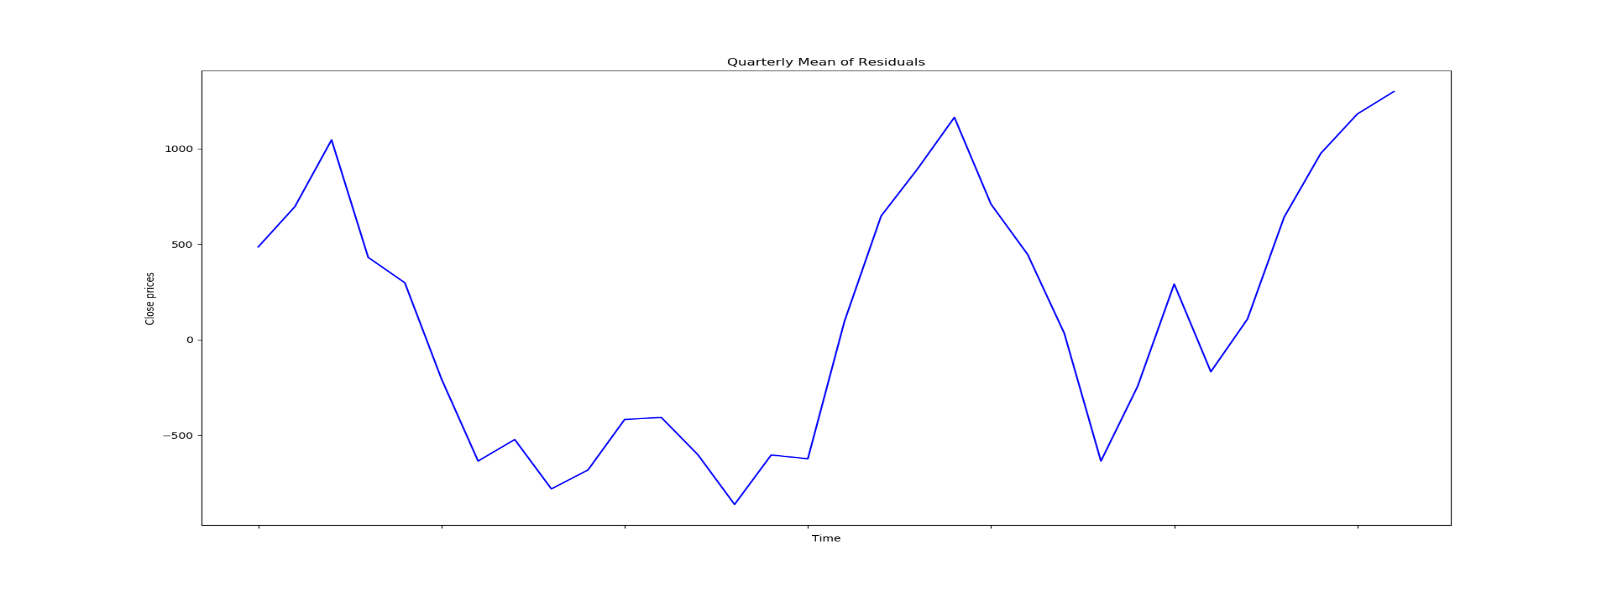 Quarterly Mean of Residuals
1000
500
0
−500
Close prices
Time